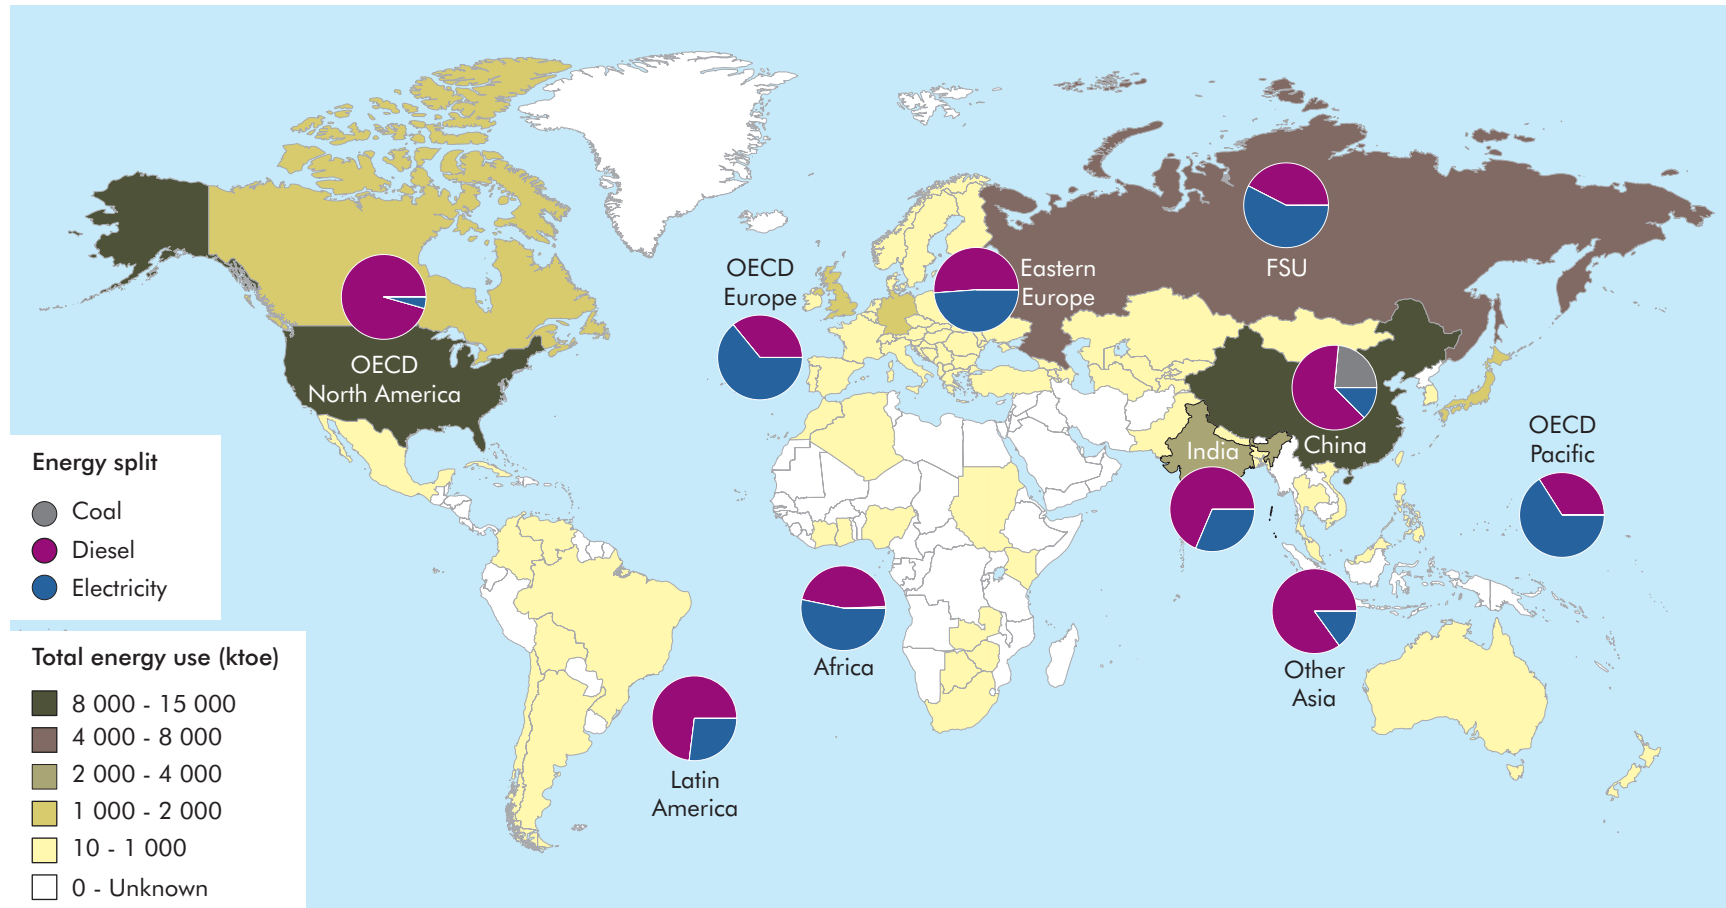 OECD
Europe
Eastern
Europe
FSU
OECD
North America
India
China
OECD
Pacific
Africa
Other
Asia
Latin
America
Energy split
Coal
Diesel
Electricity
Total energy use (ktoe)
8 000 - 15 000
4 000 - 8 000
2 000 - 4 000
1 000 - 2 000
10 - 1 000
0 - Unknown